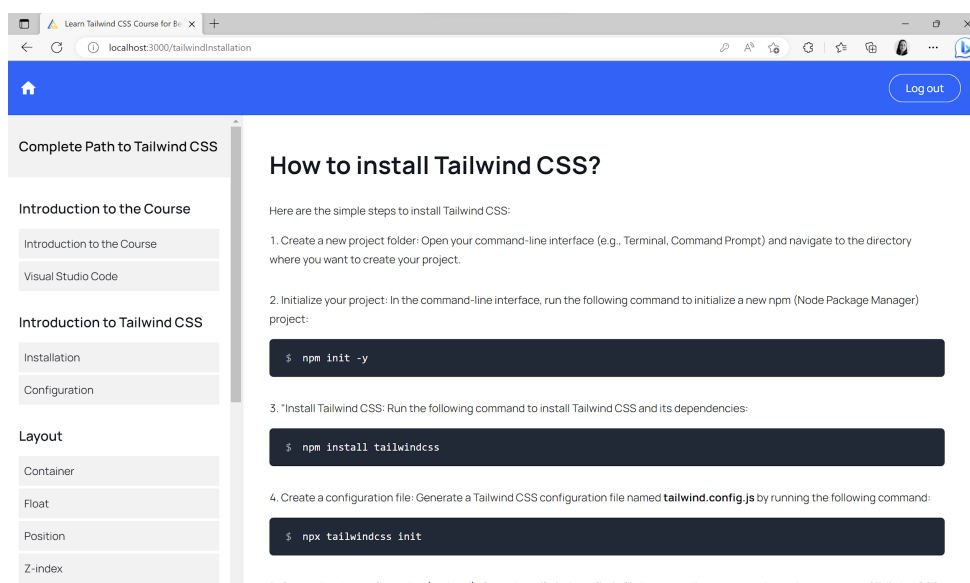 Learn Tailwind CSS Course for Be
localhost:3000/tailwindInstallation
Log out
Complete Path to Tailwind CSS
Introduction to the Course
Introduction to the Course
Visual Studio Code
Introduction to Tailwind CSS
Installation
Configuration
Layout
Container
Float
Position
Z-index
How to install Tailwind CSS?
Here are the simple steps to install Tailwind CSS:
1. Create a new project folder: Open your command-line interface (e.g., Terminal, Command Prompt) and navigate to the directory
where you want to create your project.
2. Initialize your project: In the command-line interface, run the following command to initialize a new npm (Node Package Manager)
project:
$ npm init -y
3. "Install Tailwind CSS: Run the following command to install Tailwind CSS and its dependencies:
$ npm install tailwindcss
4. Create a configuration file: Generate a Tailwind CSS configuration file named tailwind.config.js by running the following command:
$ npx tailwindcss init